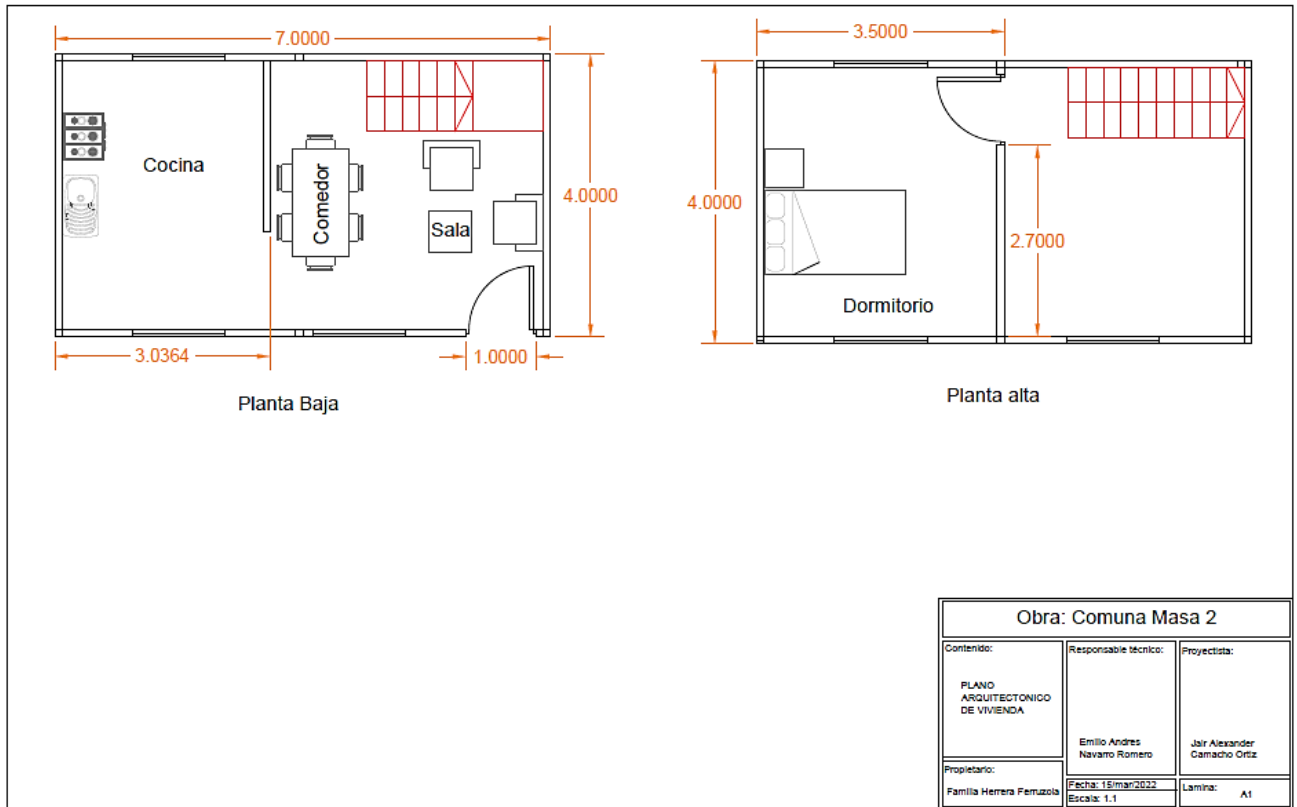 7.0000
Cocina
Comedor
Sala
4.0000
3.0364
1.0000
Planta Baja
3.5000
4.0000
2.7000
Dormitorio
Planta alta
Obra: Comuna Masa 2
Contenido:
PLANO
ARQUITECTONICO
DE VIVIENDA
Responsable técnico:
Emilio Andres
Navarro Romero
Proyectista:
Jair Alexander
Camacho Ortiz
Propietario:
Familia Herrera Ferruzola
Fecha: 15/mar/2022
Escala: 1.1
Lamina:
A1